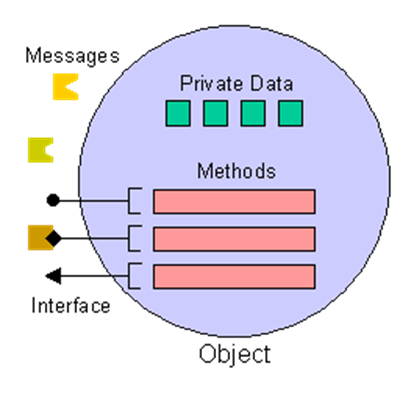 Messages
Private Data
Methods
Interface
Object